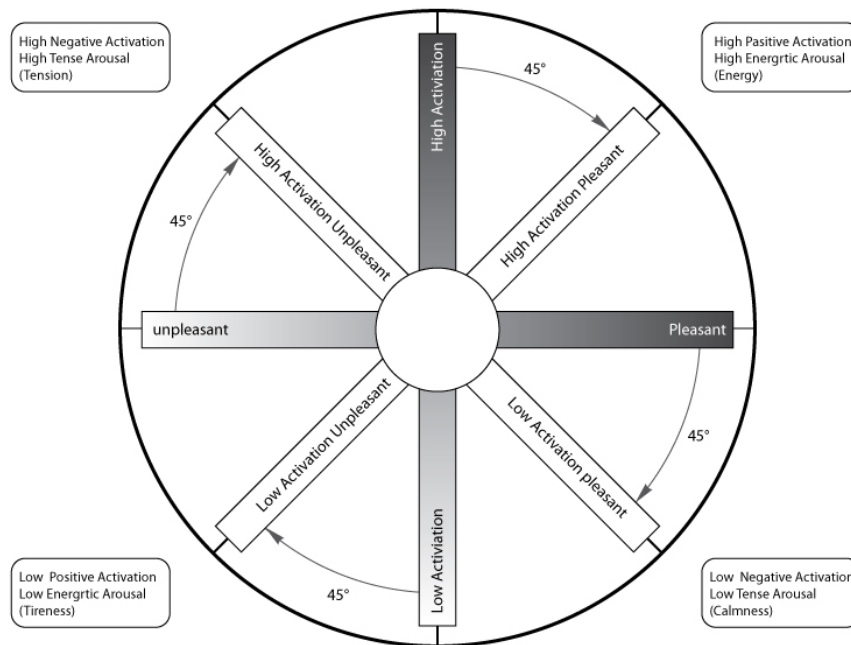 High Negative Activation
High Tense Arousal
(Tension)
High Pasitive Activation
High Energrtic Arousal
(Energy)
High Activiation
45°
High Activation Unpleasant
High Activation Pleasant
45°
unpleasant
Pleasant
Low Activation Unpleasant
Low Activation pleasant
45°
Low Activiation
45°
Low Positive Activation
Low Energrtic Arousal
(Tireness)
Low Negative Activation
Low Tense Arousal
(Calmness)